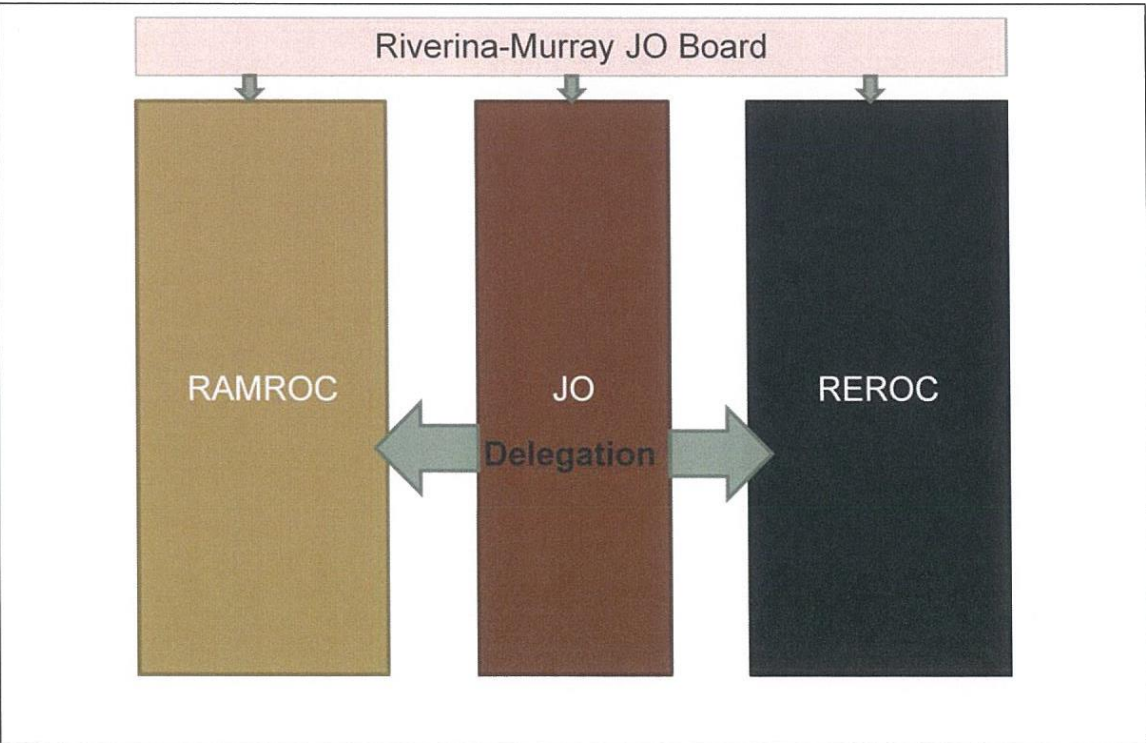 Riverina-Murray JO Board
RAMROC
JO
REROC
Delegation